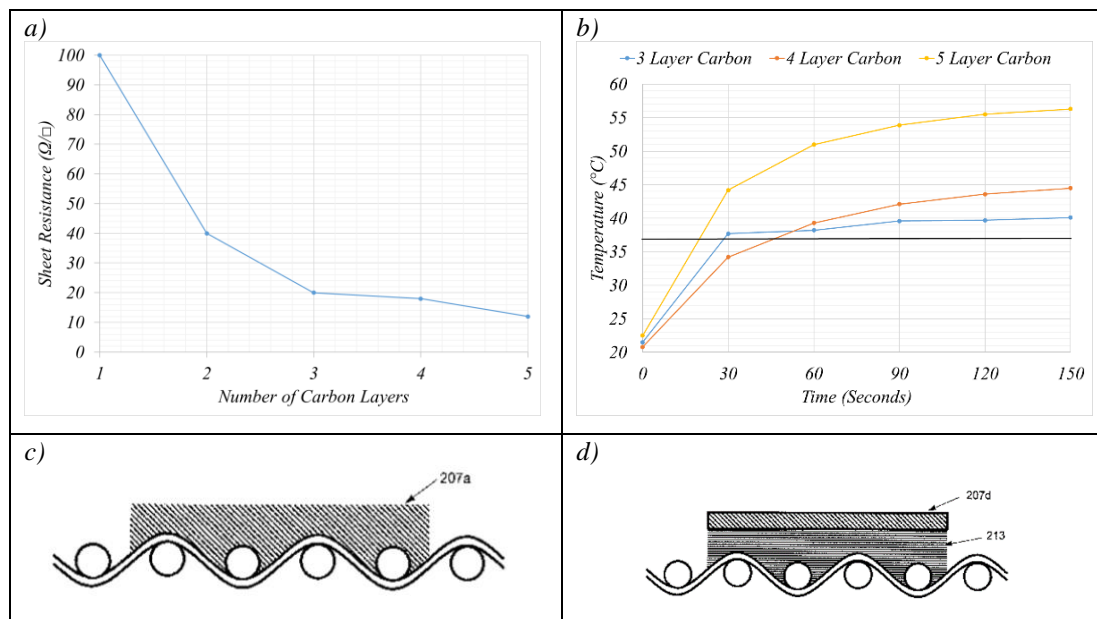 a)
100
90
80
70
60
50
40
30
20
10
0
Sheet Resistance (Ω/□)
1 2 3 4 5
Number of Carbon Layers
b)
3 Layer Carbon 4 Layer Carbon 5 Layer Carbon
60
55
50
45
40
35
30
25
20
Temperature (°C)
0 30 60 90 120 150
Time (Seconds)
c)
207a
d)
207d
213